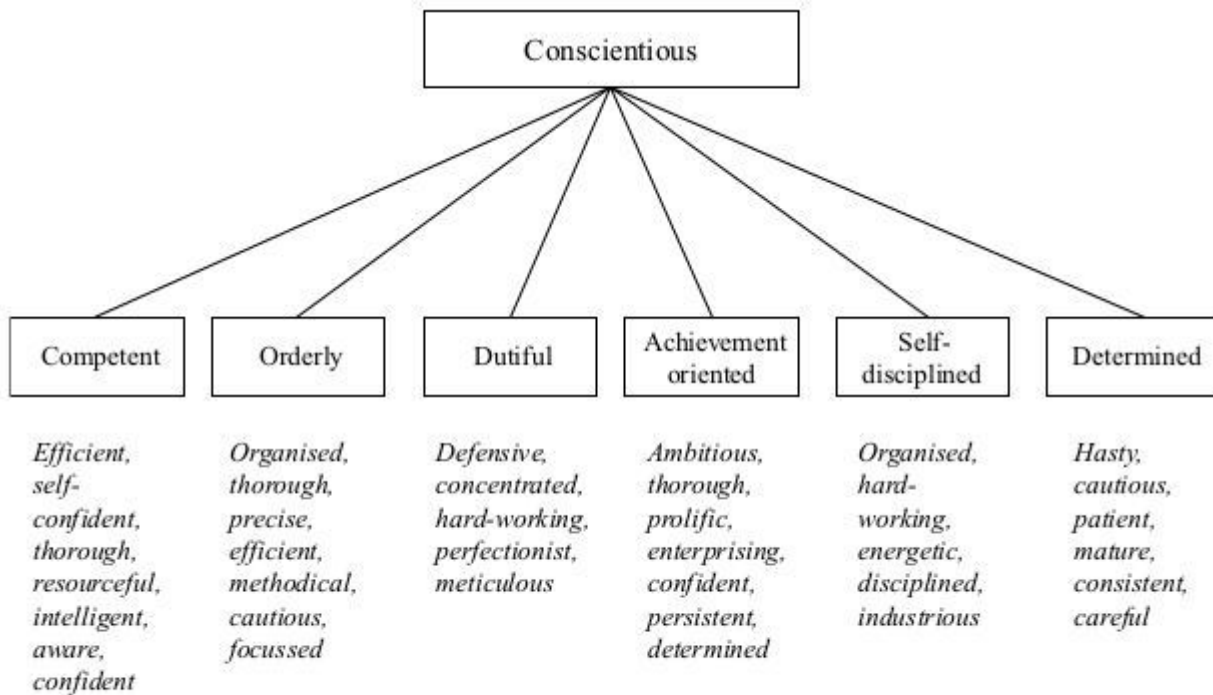 Conscientious
Competent
Orderly
Dutiful
Achievement
oriented
Self-
disciplined
Determined
Efficient,
self-
confident,
thorough,
resourceful,
intelligent,
aware,
confident
Organised,
thorough,
precise,
efficient,
methodical,
cautious,
focussed
Defensive,
concentrated,
hard-working,
perfectionist,
meticulous
Ambitious,
thorough,
prolific,
enterprising,
confident,
persistent,
determined
Organised,
hard-
working,
energetic,
disciplined,
industrious
Hasty,
cautious,
patient,
mature,
consistent,
careful